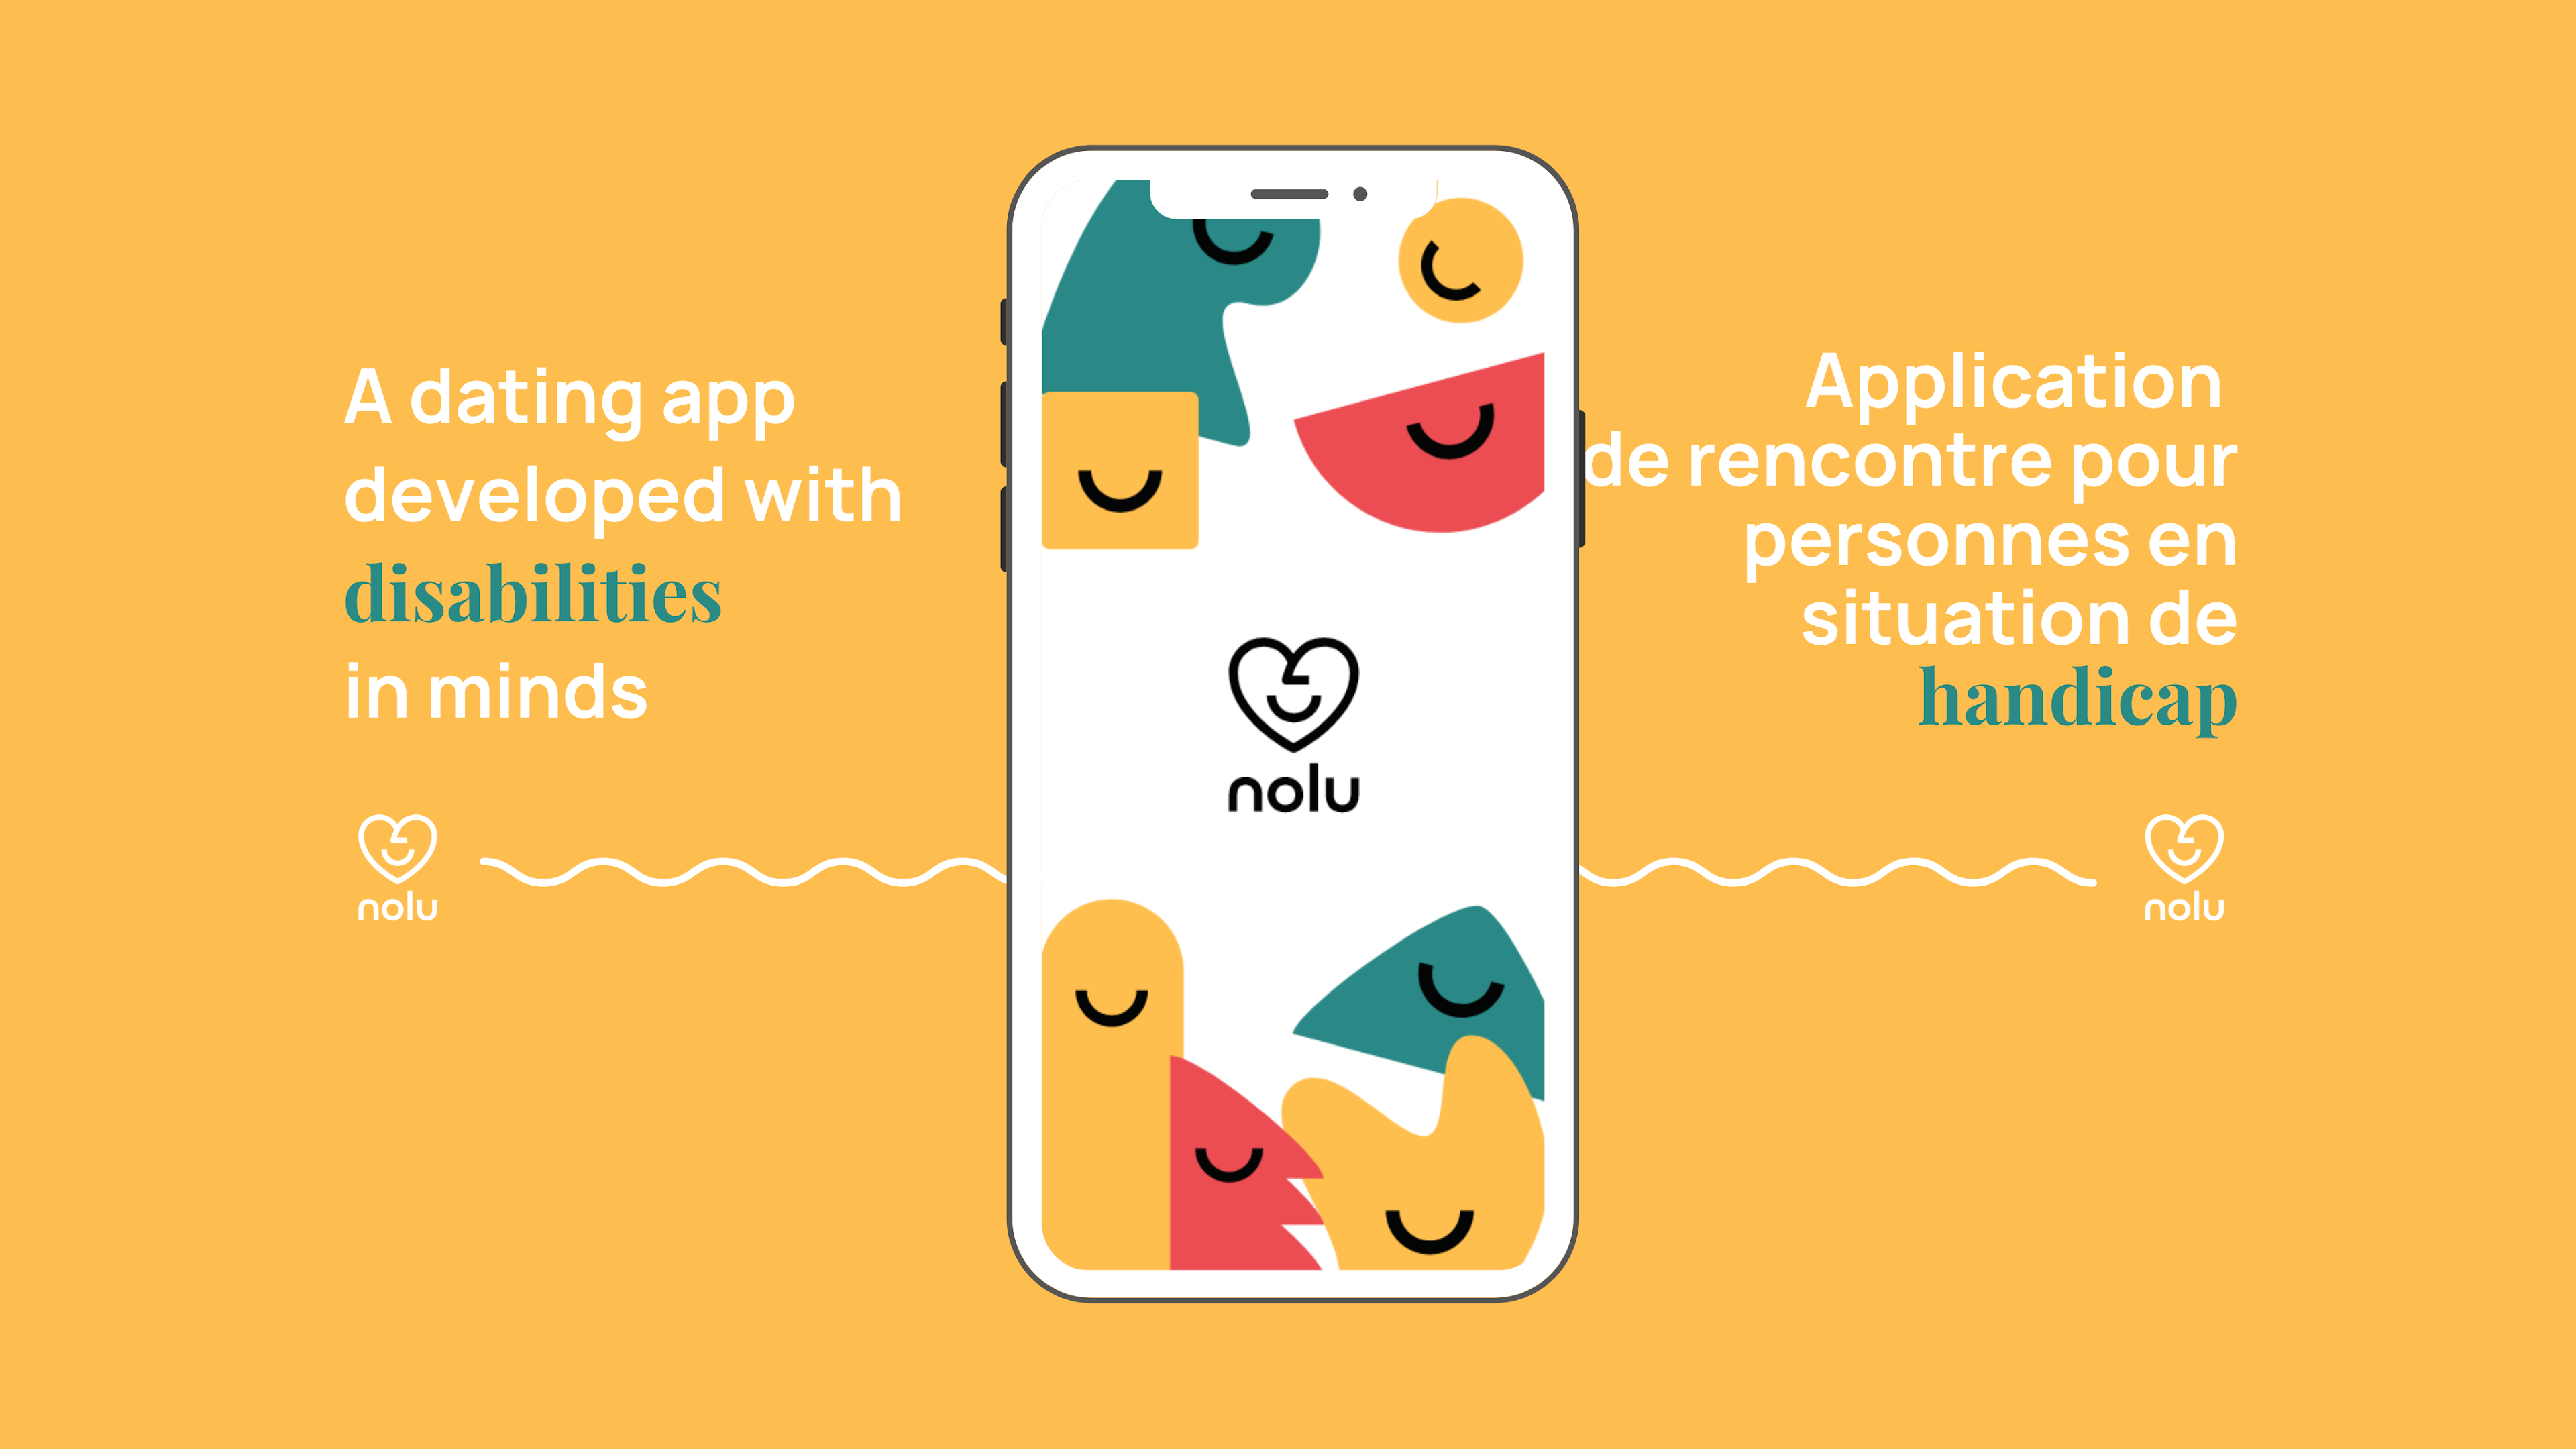 A dating app
developed with
disabilities
in minds
nolu
nolu
Application
de rencontre pour
personnes en
situation de
handicap
nolu